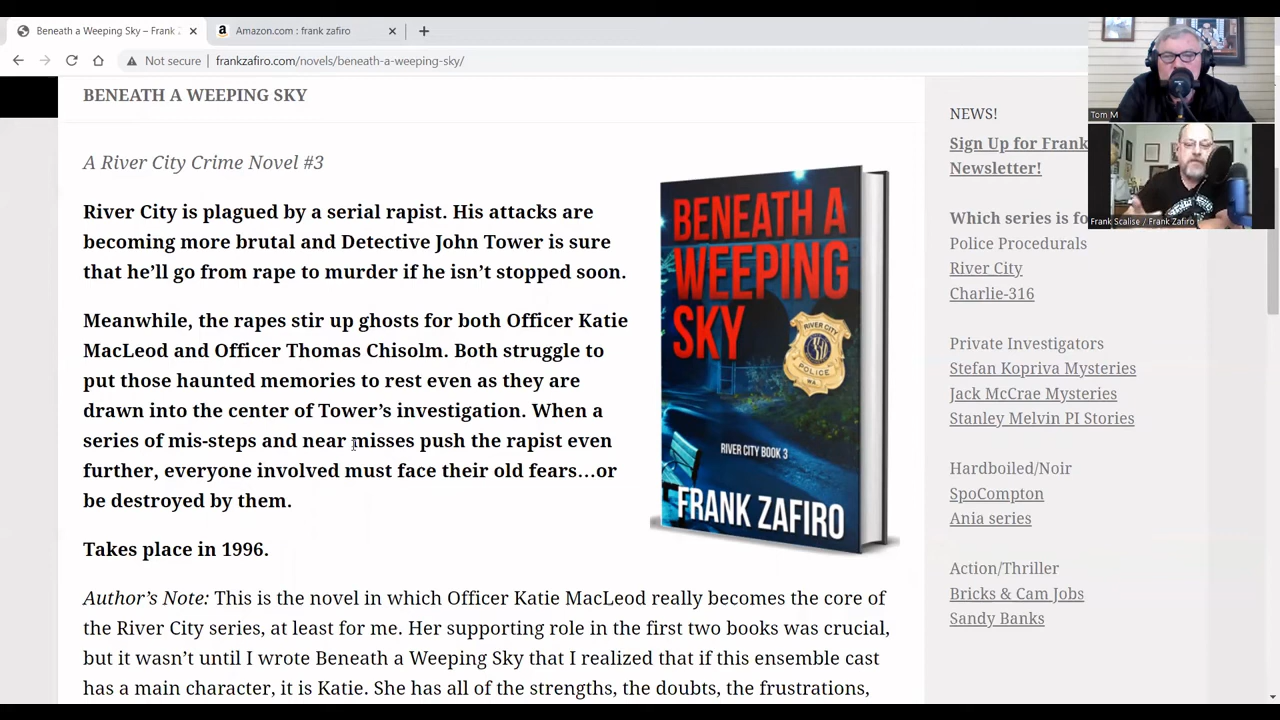 Beneath a Weeping Sky – Frank
Amazon.com : frank zafiro
Not secure
frankzafiro.com/novels/beneath-a-weeping-sky/
BENEATH A WEEPING SKY
A River City Crime Novel #3
River City is plagued by a serial rapist. His attacks are
becoming more brutal and Detective John Tower is sure
that he’ll go from rape to murder if he isn’t stopped soon.
Meanwhile, the rapes stir up ghosts for both Officer Katie
MacLeod and Officer Thomas Chisolm. Both struggle to
put those haunted memories to rest even as they are
drawn into the center of Tower’s investigation. When a
series of mis-steps and near misses push the rapist even
further, everyone involved must face their old fears…or
be destroyed by them.
Takes place in 1996.
Author’s Note: This is the novel in which Officer Katie MacLeod really becomes the core of
the River City series, at least for me. Her supporting role in the first two books was crucial,
but it wasn’t until I wrote Beneath a Weeping Sky that I realized that if this ensemble cast
has a main character, it is Katie. She has all of the strengths, the doubts, the frustrations,
BENEATH A
WEEPING
SKY
RIVER CITY
POLICE
WA
RIVER CITY BOOK 3
FRANK ZAFIRO
NEWS!
Sign Up for Frank
Newsletter!
Which series is fo
Police Procedurals
River City
Charlie-316
Private Investigators
Stefan Kopriva Mysteries
Jack McCrae Mysteries
Stanley Melvin PI Stories
Hardboiled/Noir
SpoCompton
Ania series
Action/Thriller
Bricks & Cam Jobs
Sandy Banks
Tom M
Frank Scalise / Frank Zafiro